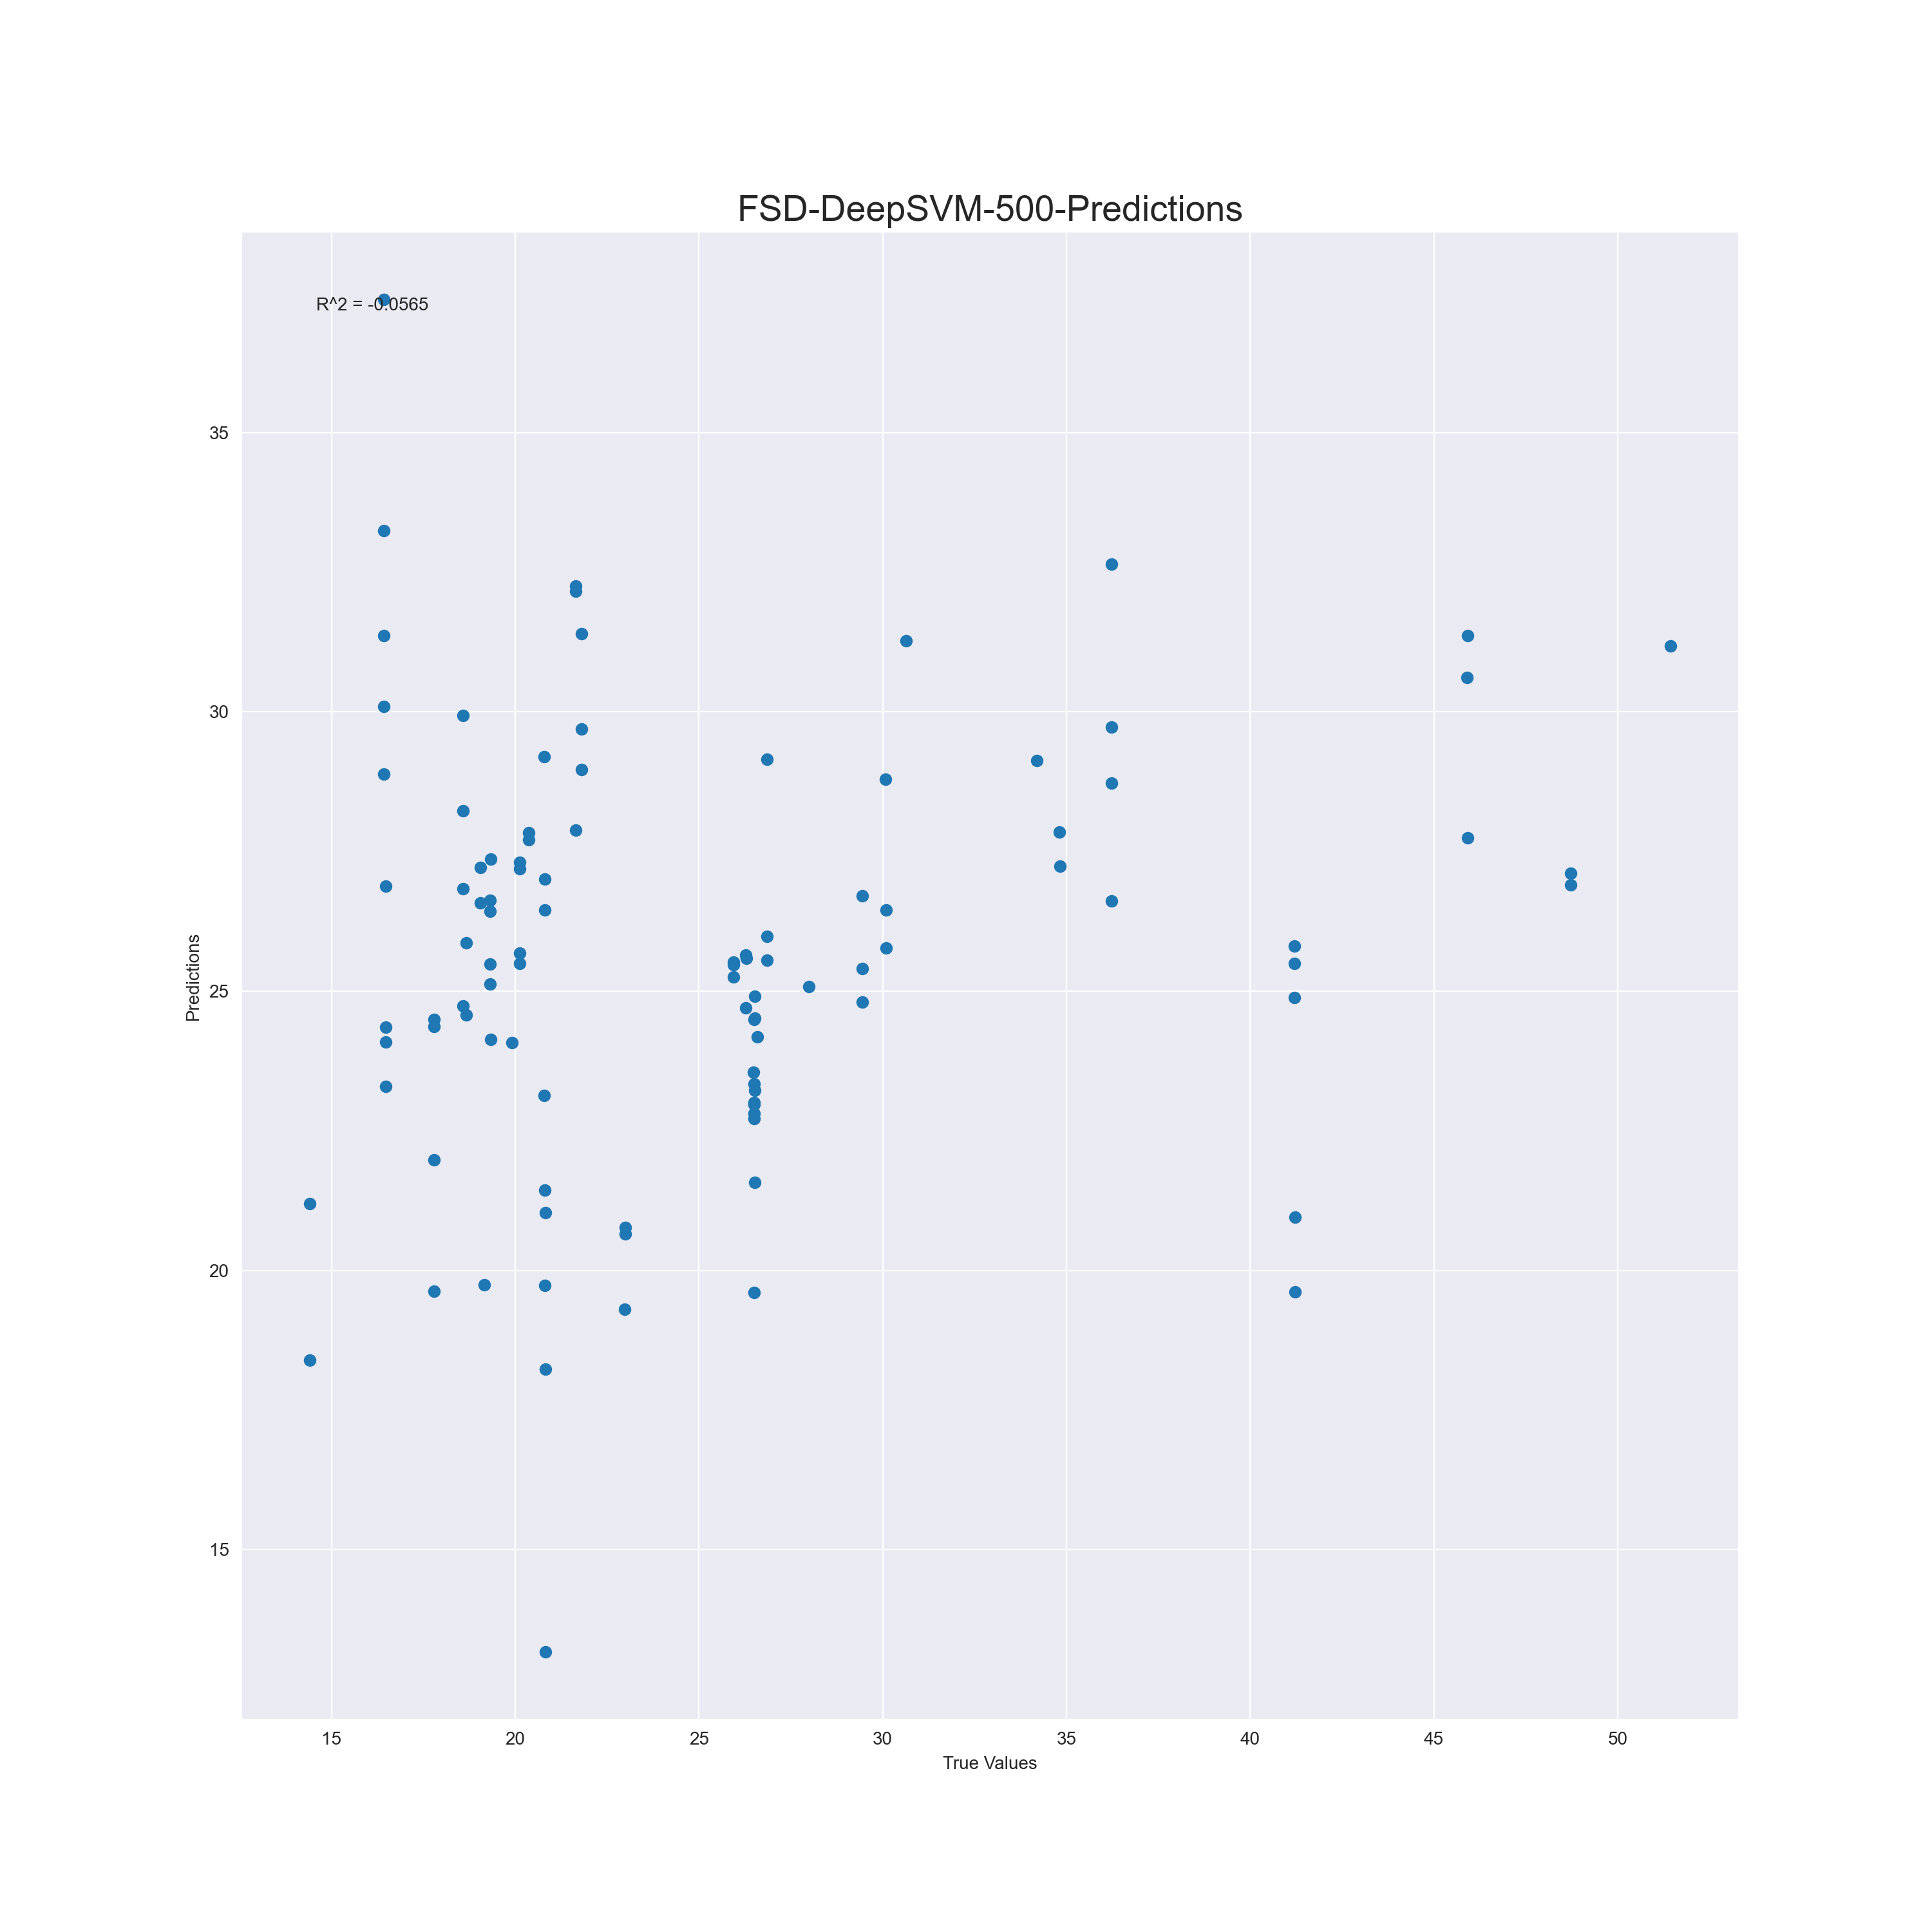 FSD-DeepSVM-500-Predictions
R^2 = -0.0565
35
30
25
20
15
Predictions
15 20 25 30 35 40 45 50
True Values